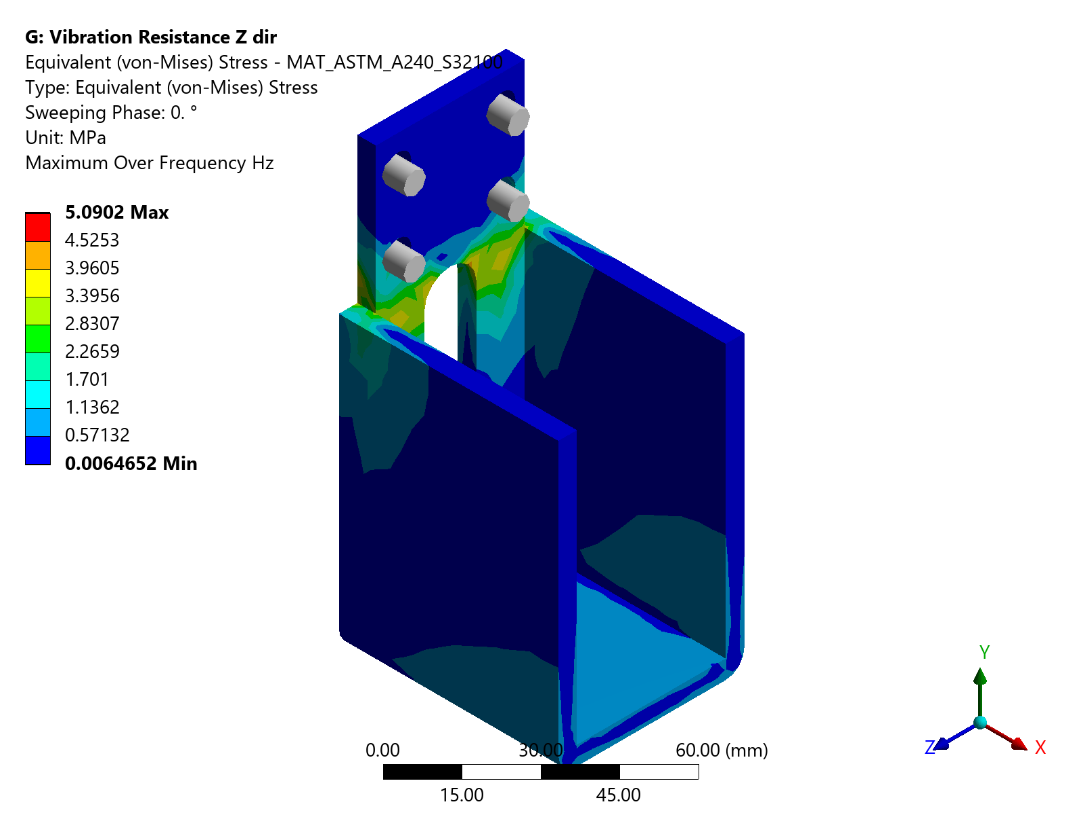 G: Vibration Resistance Z dir
Equivalent (von-Mises) Stress - MAT_ASTM_A240_S32100
Type: Equivalent (von-Mises) Stress
Sweeping Phase: 0. °
Unit: MPa
Maximum Over Frequency Hz
5.0902 Max
4.5253
3.9605
3.3956
2.8307
2.2659
1.701
1.1362
0.57132
0.0064652 Min
Y
Z
X
0.00 30.00 60.00 (mm)
15.00 45.00